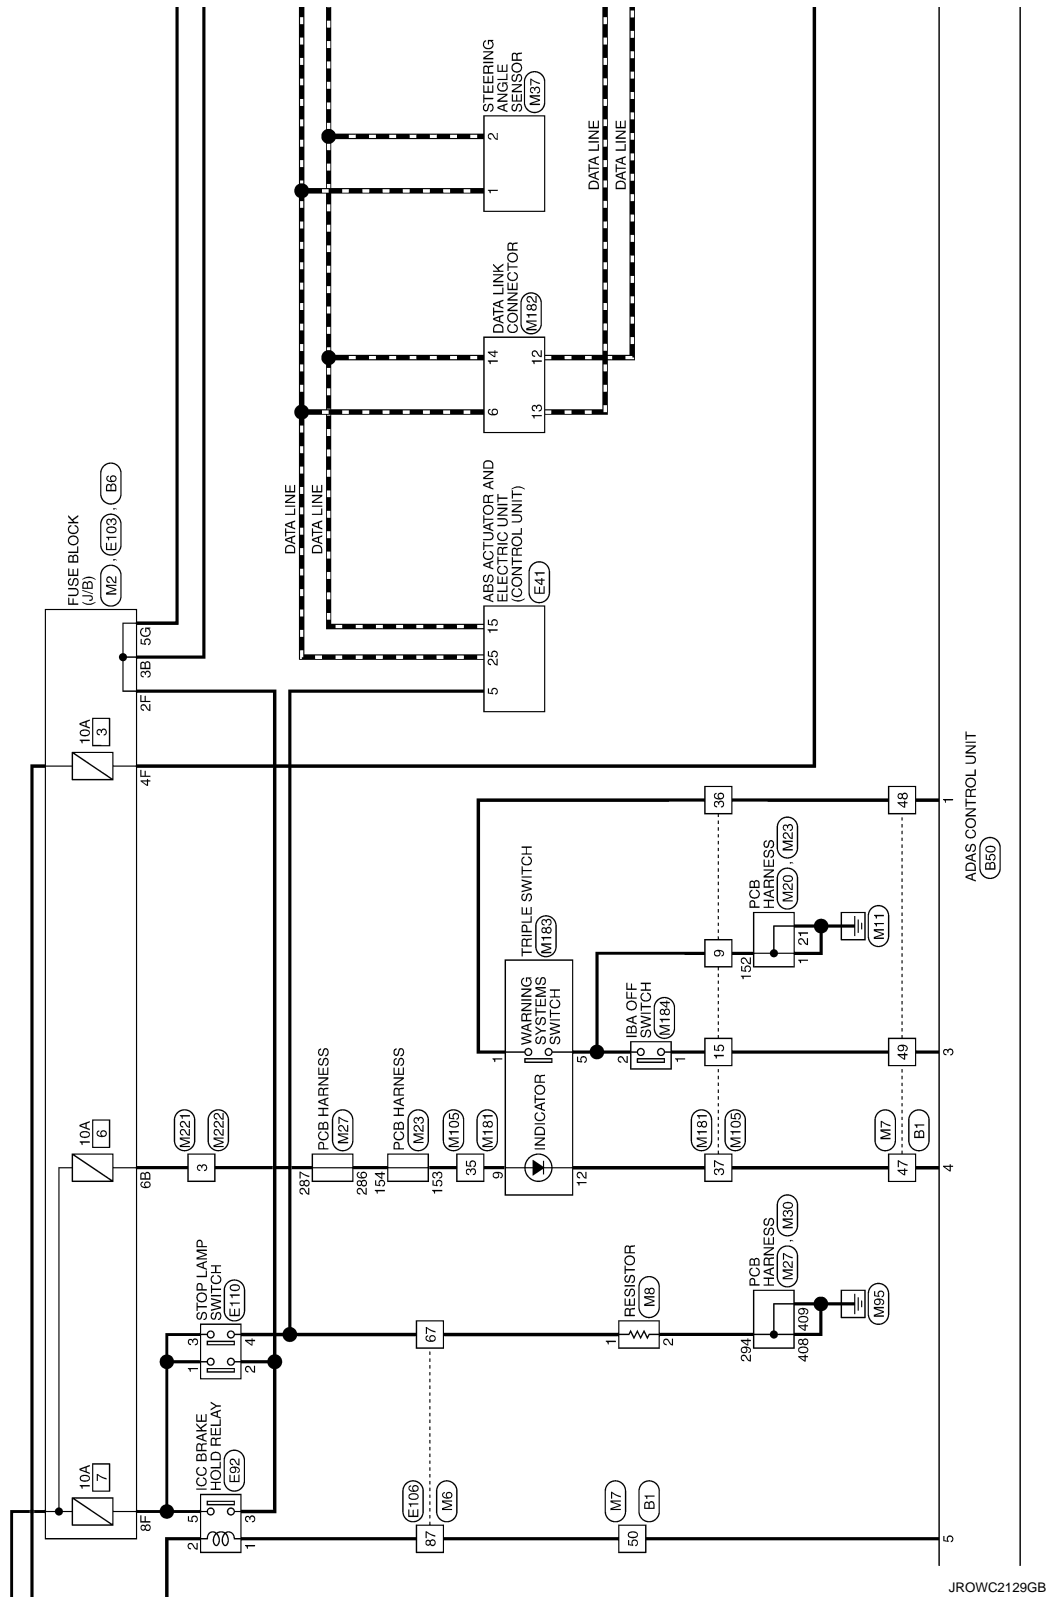 FUSE BLOCK
(J/B)
M2 , E103 , B6
10A
7
8F
10A
6
6B
10A
3
4F
2F
3B
5G
ICC BRAKE
HOLD RELAY
E92
2
5
1
3
STOP LAMP
SWITCH
E110
1
3
2
4
M221
3
M222
PCB HARNESS
M27
287
286
PCB HARNESS
M23
154
153
M105
35
M181
TRIPLE SWITCH
M183
9
1
INDICATOR
WARNING
SYSTEMS
SWITCH
12
5
IBA OFF
SWITCH
M184
2
1
E106
87
M6
67
M7
50
B1
RESISTOR
M8
1
2
PCB
HARNESS
M27 , M30
294
408
409
M95
M181
37
M105
15
9
36
PCB
HARNESS
M20 , M23
152
1
21
M11
M7
47
B1
49
48
DATA LINE
DATA LINE
ABS ACTUATOR AND
ELECTRIC UNIT
(CONTROL UNIT)
E41
5
25
15
DATA LINK
CONNECTOR
M182
6
14
13
12
STEERING
ANGLE
SENSOR
M37
1
2
DATA LINE
DATA LINE
5
4
3
1
ADAS CONTROL UNIT
B50
JROWC2129GB